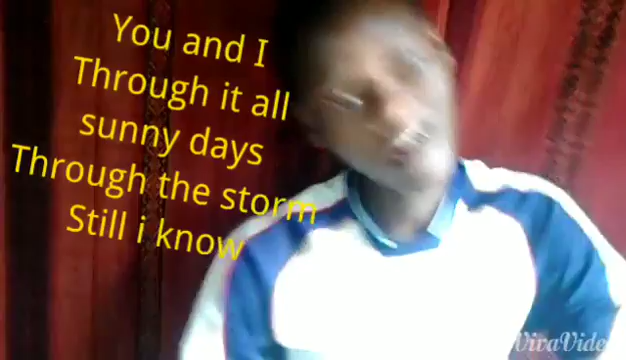 You and I
Through it all
sunny days
Through the storm
Still i know
VivaVideo